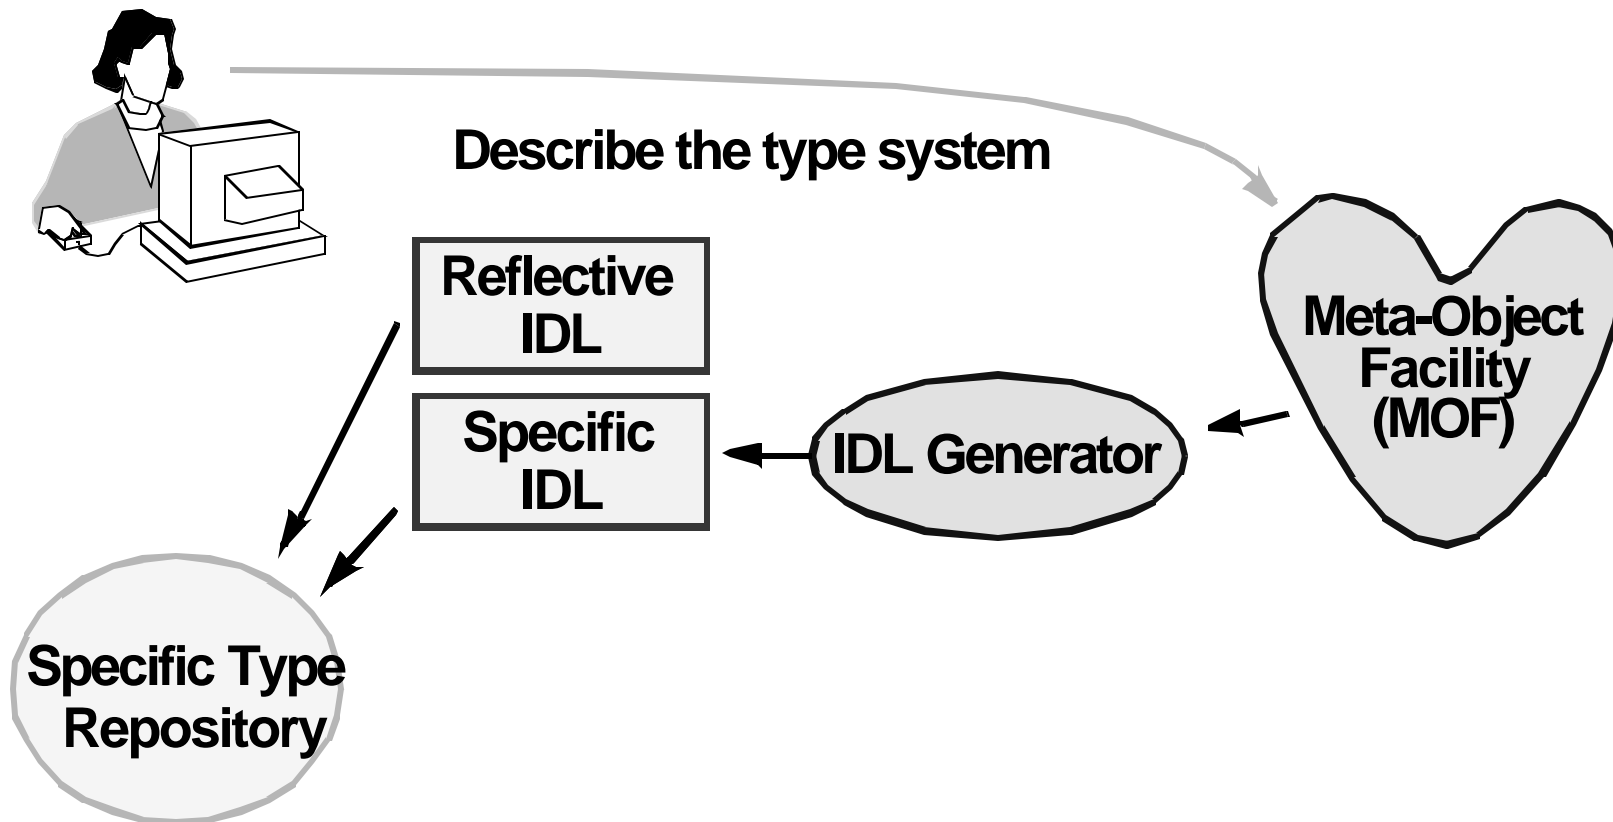 Describe the type system
Reflective
IDL
Specific
IDL
IDL Generator
Meta-Object
Facility
(MOF)
Specific Type
Repository